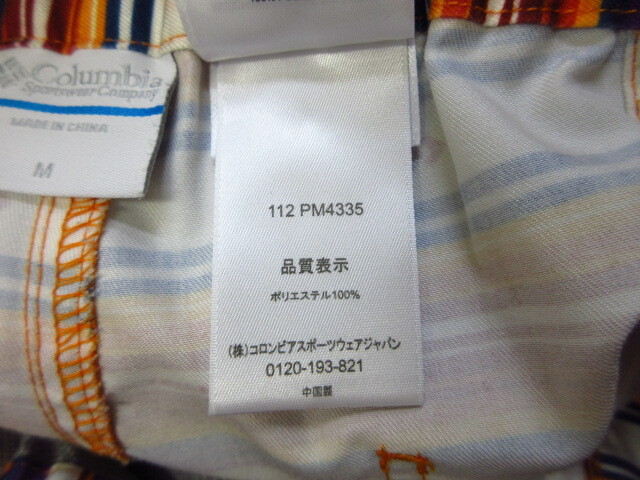 Columbia
Sportswear Company
MADE IN CHINA
M
112 PM4335
品質表示
ポリエステル100%
(株)コロンビアスポーツウェアジャパン
0120-193-821
中国製